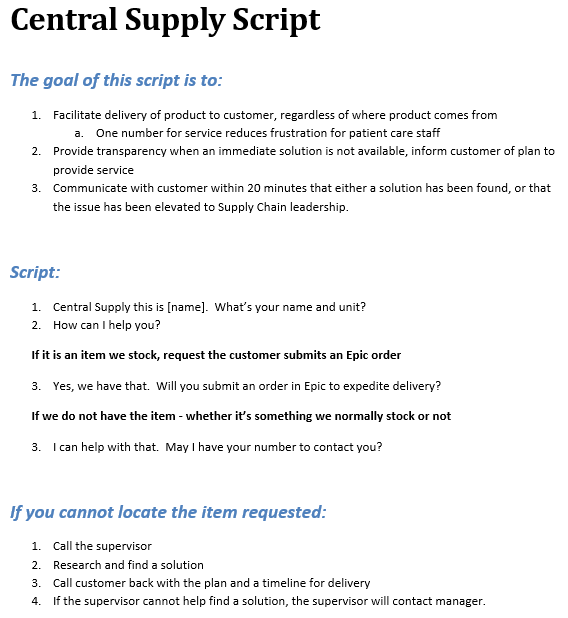 Central Supply Script
The goal of this script is to:
1. Facilitate delivery of product to customer, regardless of where product comes from
a. One number for service reduces frustration for patient care staff
2. Provide transparency when an immediate solution is not available, inform customer of plan to
provide service
3. Communicate with customer within 20 minutes that either a solution has been found, or that
the issue has been elevated to Supply Chain leadership.
Script:
1. Central Supply this is [name].  What's your name and unit?
2. How can I help you?
If it is an item we stock, request the customer submits an Epic order
3. Yes, we have that.  Will you submit an order in Epic to expedite delivery?
If we do not have the item - whether it's something we normally stock or not
3. I can help with that.  May I have your number to contact you?
If you cannot locate the item requested:
1. Call the supervisor
2. Research and find a solution
3. Call customer back with the plan and a timeline for delivery
4. If the supervisor cannot help find a solution, the supervisor will contact manager.